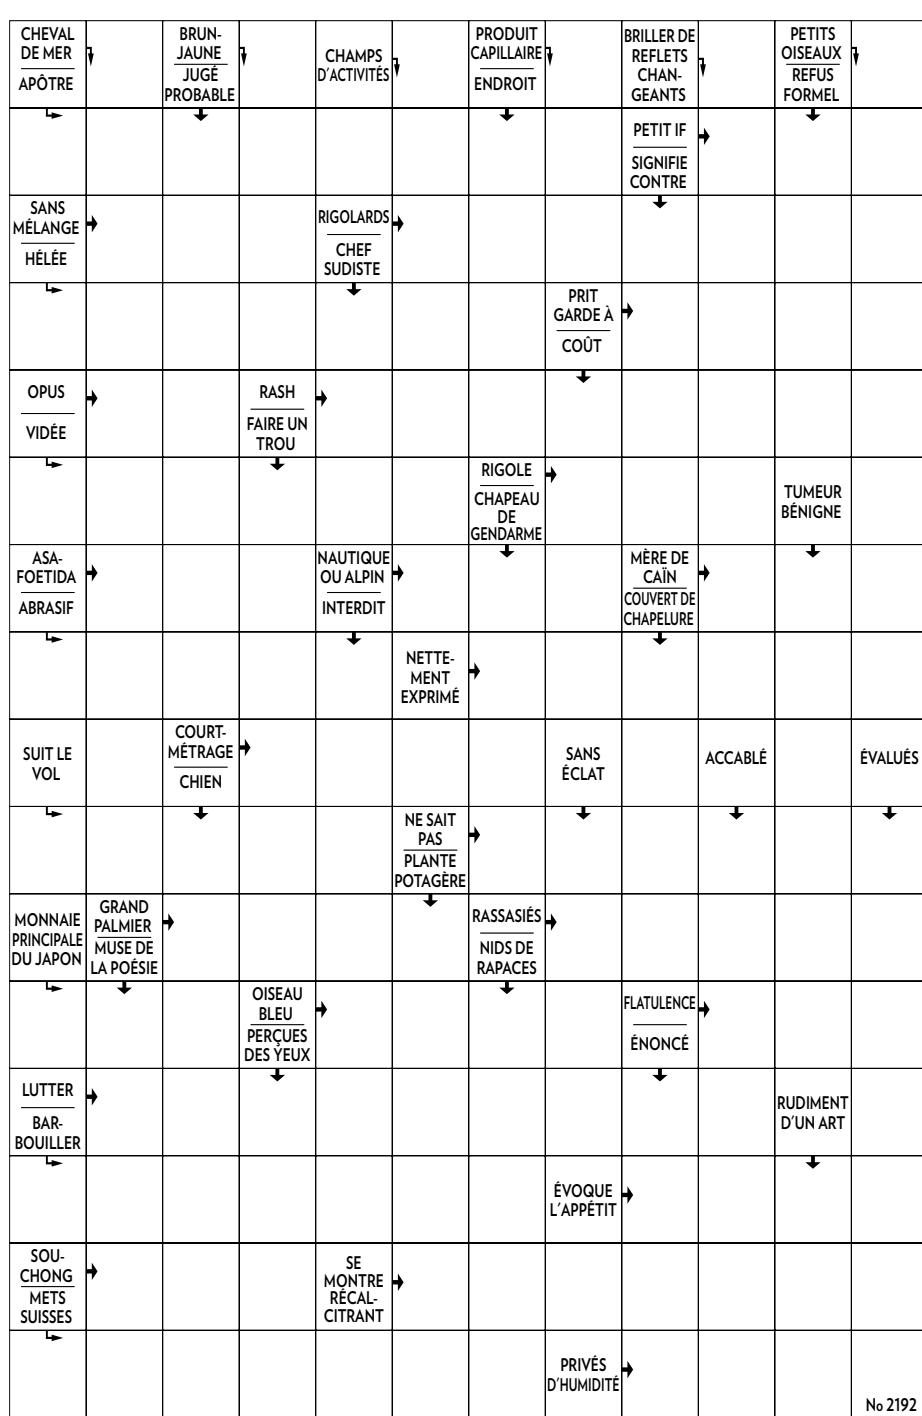 CHEVAL
DE MER
APÔTRE
BRUN-
JAUNE
JUGÉ
PROBABLE
CHAMPS
D'ACTIVITÉS
PRODUIT
CAPILLAIRE
ENDROIT
BRILLER DE
REFLETS
CHAN-
GEANTS
PETITS
OISEAUX
REFUS
FORMEL
PETIT IF
SIGNIFIE
CONTRE
SANS
MÉLANGE
HÉLÉE
RIGOLARDS
CHEF
SUDISTE
PRIT
GARDE À
COÛT
OPUS
VIDÉE
RASH
FAIRE UN
TROU
RIGOLE
CHAPEAU
DE
GENDARME
TUMEUR
BÉNIGNE
ASA-
FOETIDA
ABRASIF
NAUTIQUE
OU ALPIN
INTERDIT
MÈRE DE
CAÏN
COUVERT DE
CHAPELURE
NETTE-
MENT
EXPRIMÉ
SUIT LE
VOL
COURT-
MÉTRAGE
CHIEN
SANS
ÉCLAT
ACCABLÉ
ÉVALUÉS
NE SAIT
PAS
PLANTE
POTAGÈRE
MONNAIE
PRINCIPALE
DU JAPON
GRAND
PALMIER
MUSE DE
LA POÉSIE
RASSASIÉS
NIDS DE
RAPACES
OISEAU
BLEU
PERÇUES
DES YEUX
FLATULENCE
ÉNONCÉ
LUTTER
BAR-
BOUILLER
RUDIMENT
D'UN ART
ÉVOQUE
L'APPÉTIT
SOU-
CHONG
METS
SUISSES
SE
MONTRE
RÉCAL-
CITRANT
PRIVÉS
D'HUMIDITÉ
No 2192